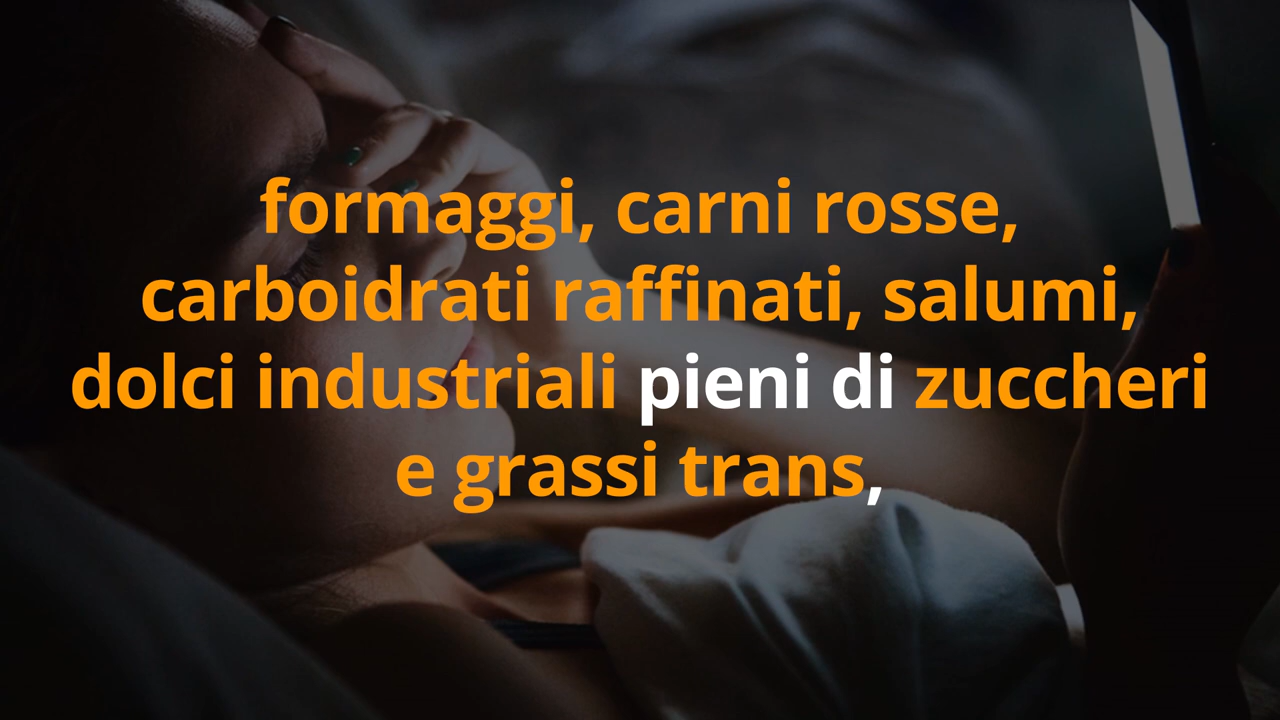 formaggi, carni rosse,
carboidrati raffinati, salumi,
dolci industriali pieni di zuccheri
e grassi trans,